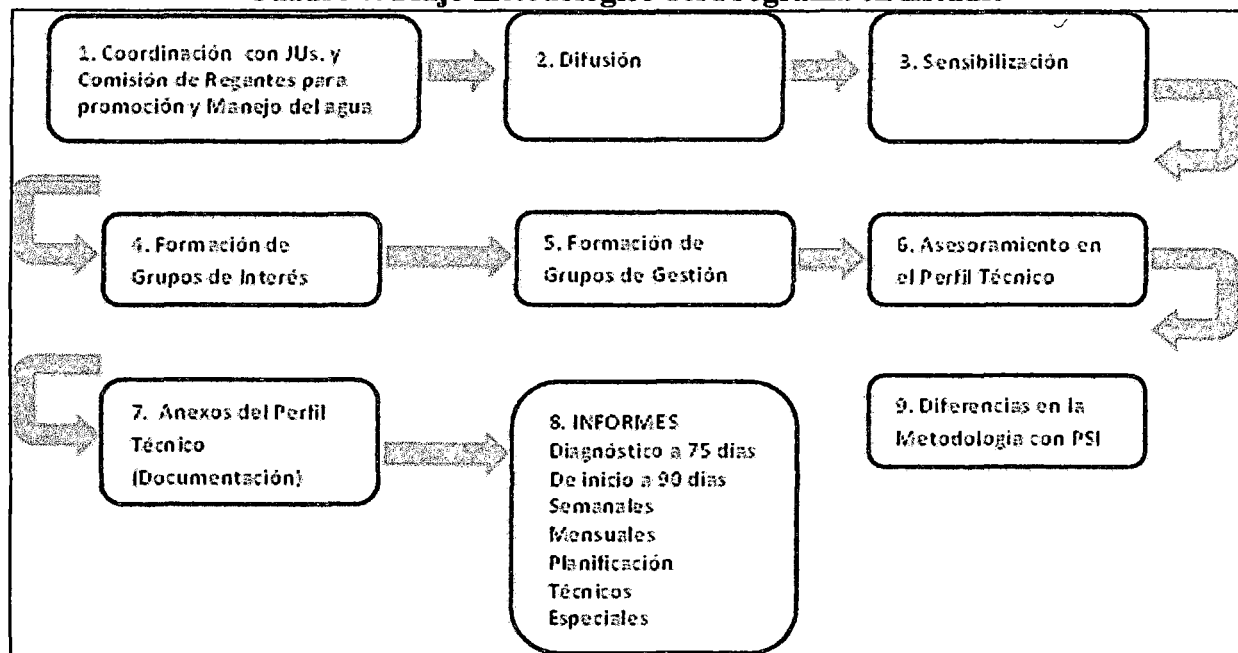 1. Coordinación con JUs. y
Comisión de Regantes para
promoción y Manejo del agua
2. Difusión
3. Sensibilización
4. Formación de
Grupos de Interés
5. Formación de
Grupos de Gestión
6. Asesoramiento en
el Perfil Técnico
7. Anexos del Perfil
Técnico
(Documentación)
8. INFORMES
Diagnóstico a 75 dias
De inicio a 90 dias
Semanales
Mensuales
Planificación
Técnicos
Especiales
9. Diferencias en la
Metodología con PSI